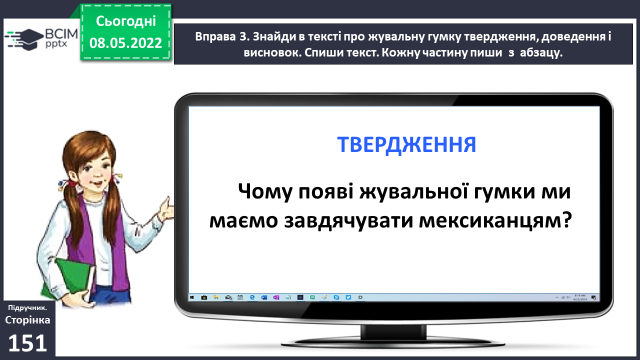 BCIM
pptx
Сьогодні
08.05.2022
Вправа 3. Знайди в тексті про жувальну гумку твердження, доведення і
висновок. Спиши текст. Кожну частину пиши з абзацу.
ТВЕРДЖЕННЯ
Чому появі жувальної гумки ми
маємо завдячувати мексиканцям?
Підручник.
Сторінка
151